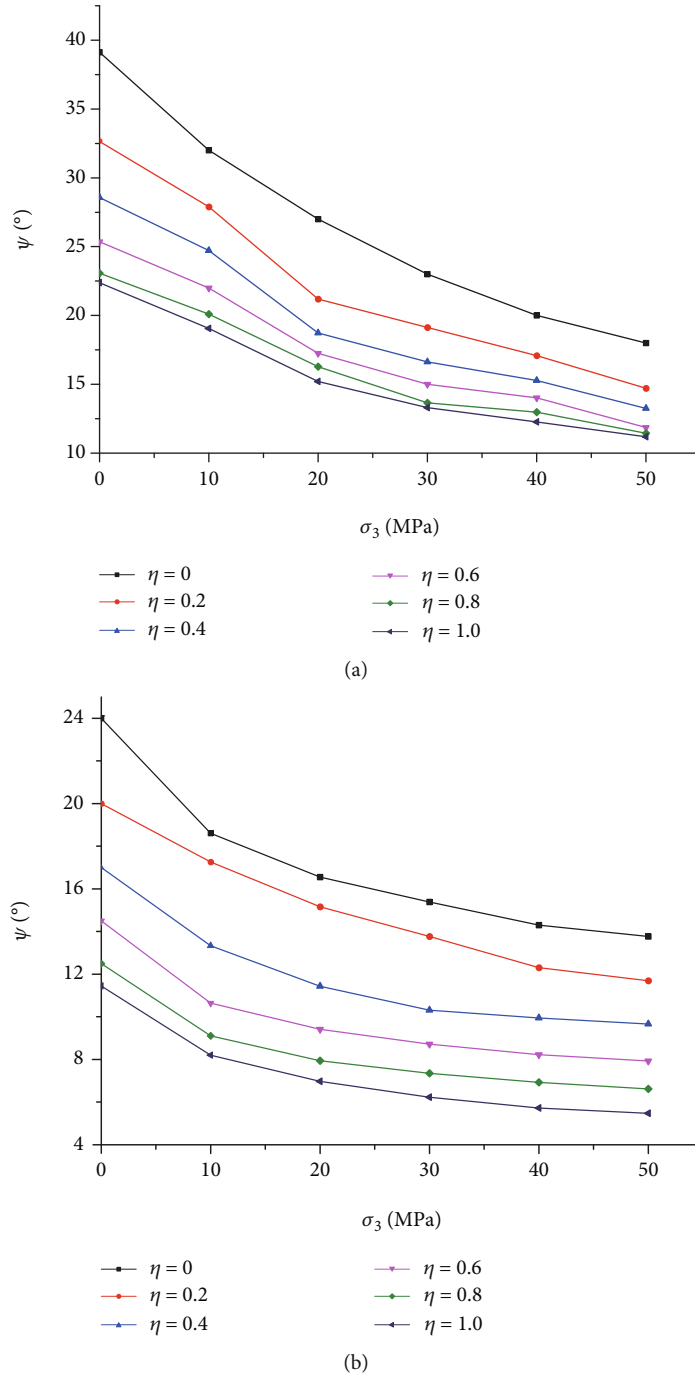 40
35
30
25
20
15
10
ψ (°)
0 10 20 30 40 50
σ3 (MPa)
η = 0 η = 0.6
η = 0.2 η = 0.8
η = 0.4 η = 1.0
(a)
24
20
16
12
8
4
ψ (°)
0 10 20 30 40 50
σ3 (MPa)
η = 0 η = 0.6
η = 0.2 η = 0.8
η = 0.4 η = 1.0
(b)